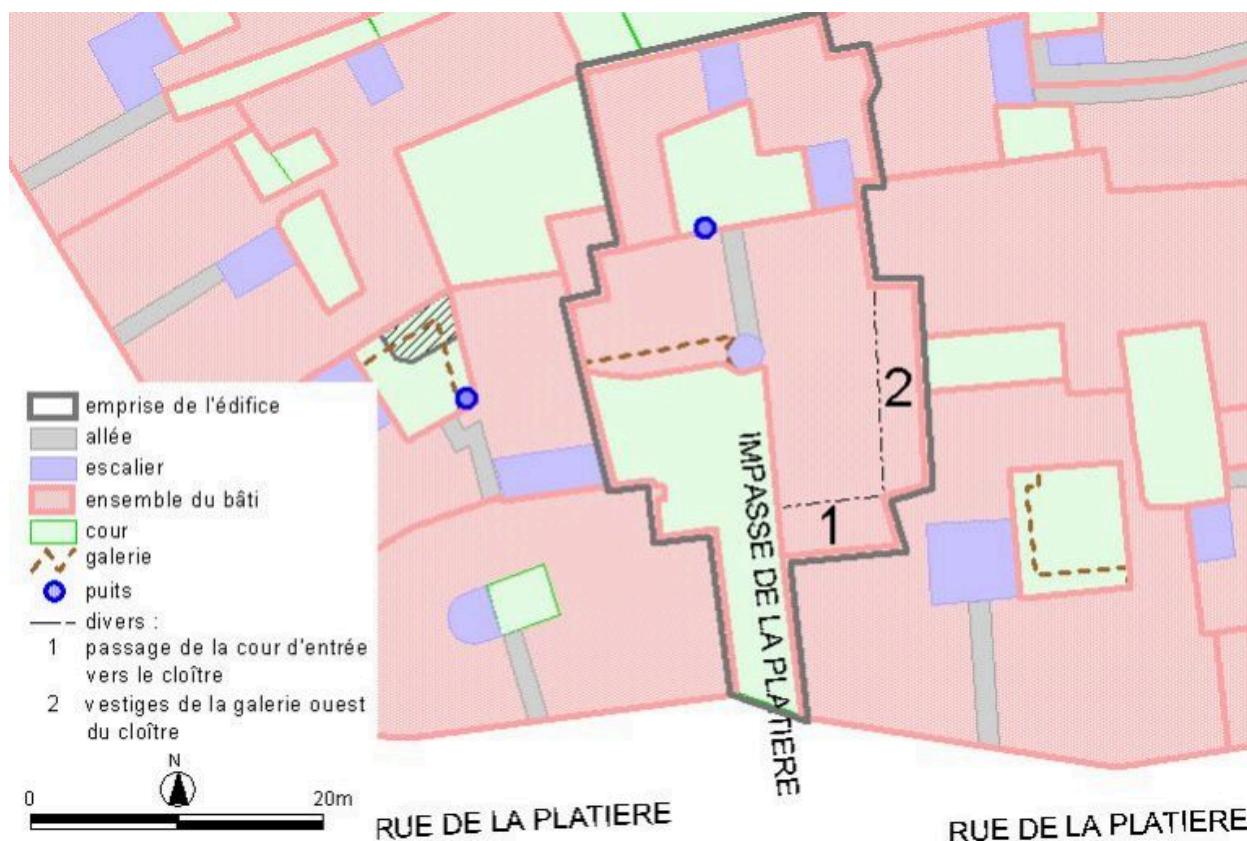 IMPASSE DE LA PLATIERE
2
1
emprise de l'édifice
allée
escalier
ensemble du bâti
cour
galerie
puits
divers :
1 passage de la cour d'entrée
vers le cloître
2 vestiges de la galerie ouest
du cloître
N
0 20m
RUE DE LA PLATIERE
RUE DE LA PLATIERE